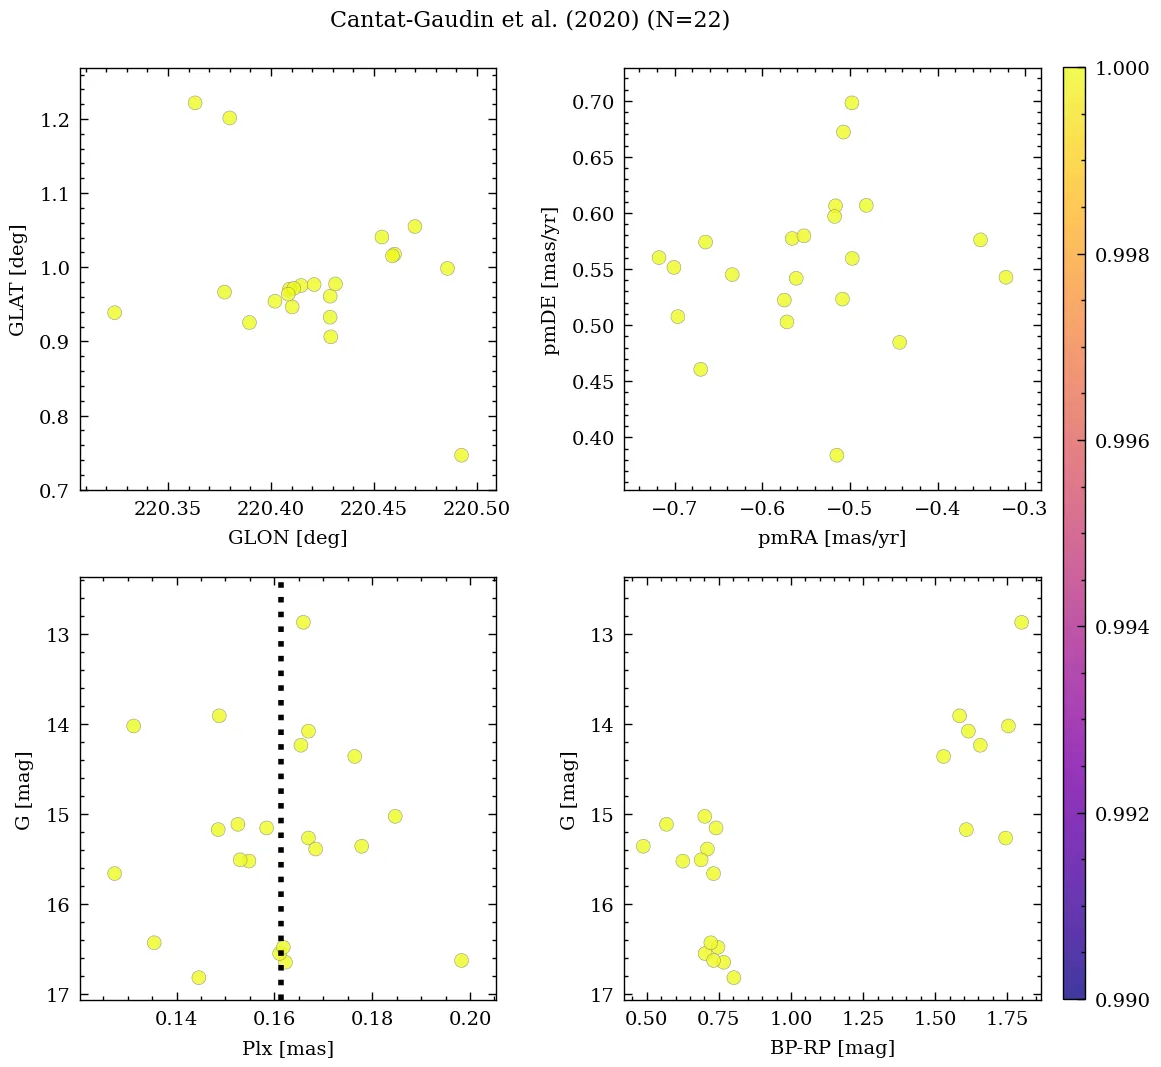 Cantat-Gaudin et al. (2020) (N=22)
GLAT [deg]
1.2
1.1
1.0
0.9
0.8
0.7
220.35 220.40 220.45 220.50
GLON [deg]
pmDE [mas/yr]
0.70
0.65
0.60
0.55
0.50
0.45
0.40
−0.7 −0.6 −0.5 −0.4 −0.3
pmRA [mas/yr]
G [mag]
13
14
15
16
17
0.14 0.16 0.18 0.20
Plx [mas]
G [mag]
13
14
15
16
17
0.50 0.75 1.00 1.25 1.50 1.75
BP-RP [mag]
1.000
0.998
0.996
0.994
0.992
0.990